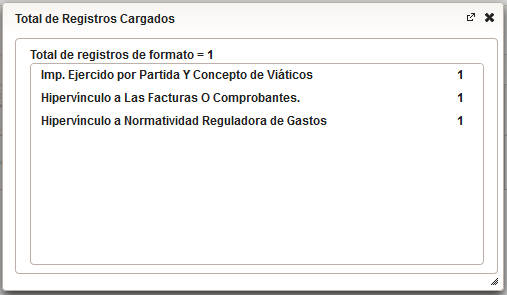 Total de Registros Cargados
Total de registros de formato = 1
Imp. Ejercido por Partida Y Concepto de Viáticos 1
Hipervínculo a Las Facturas O Comprobantes. 1
Hipervínculo a Normatividad Reguladora de Gastos 1